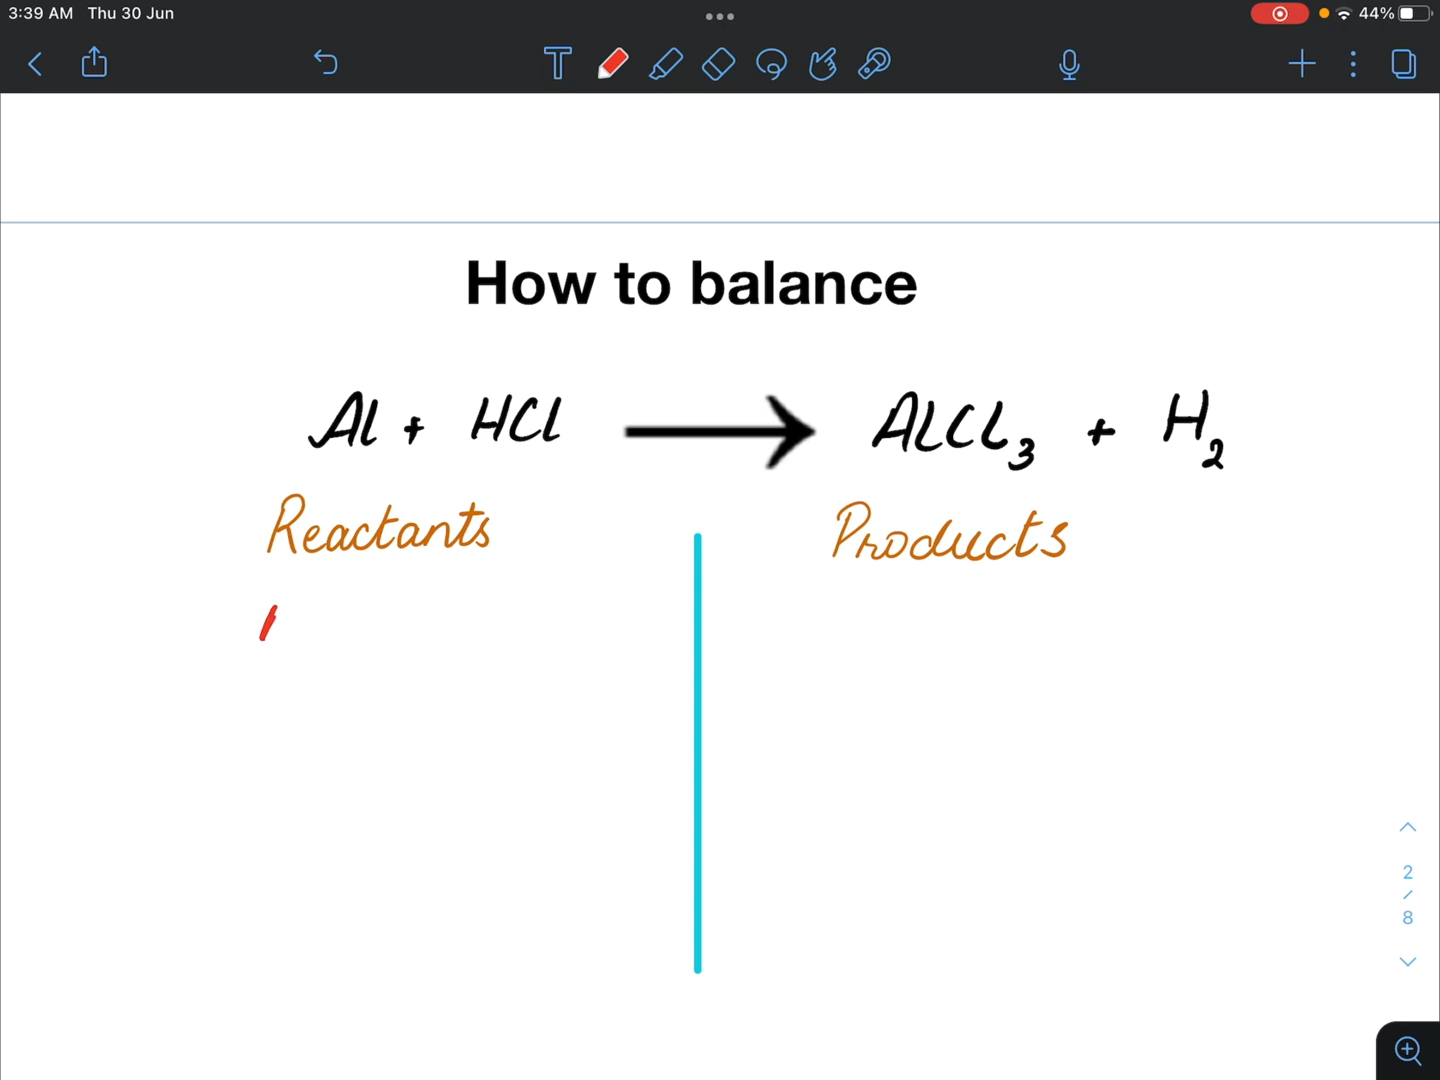 3:39 AM Thu 30 Jun
44%
How to balance
Al + HCl → AlCl₃ + H₂
Reactants
Products
2
/
8